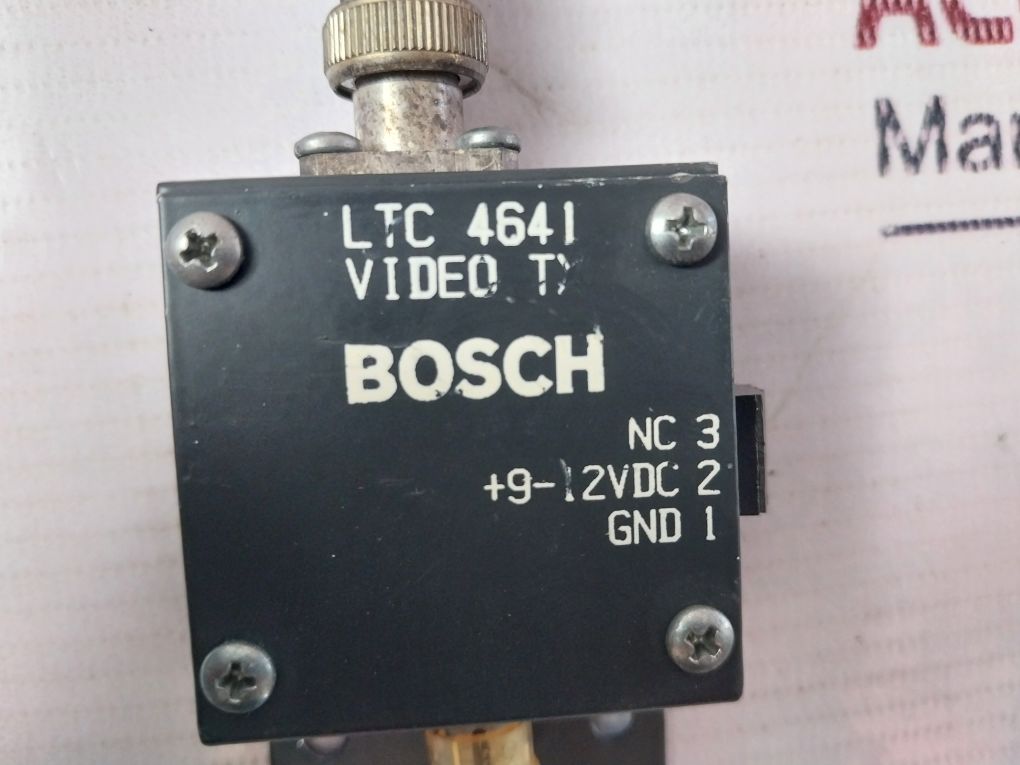 LTC 4641
VIDEO TX
BOSCH
NC 3
+9-12VDC 2
GND 1